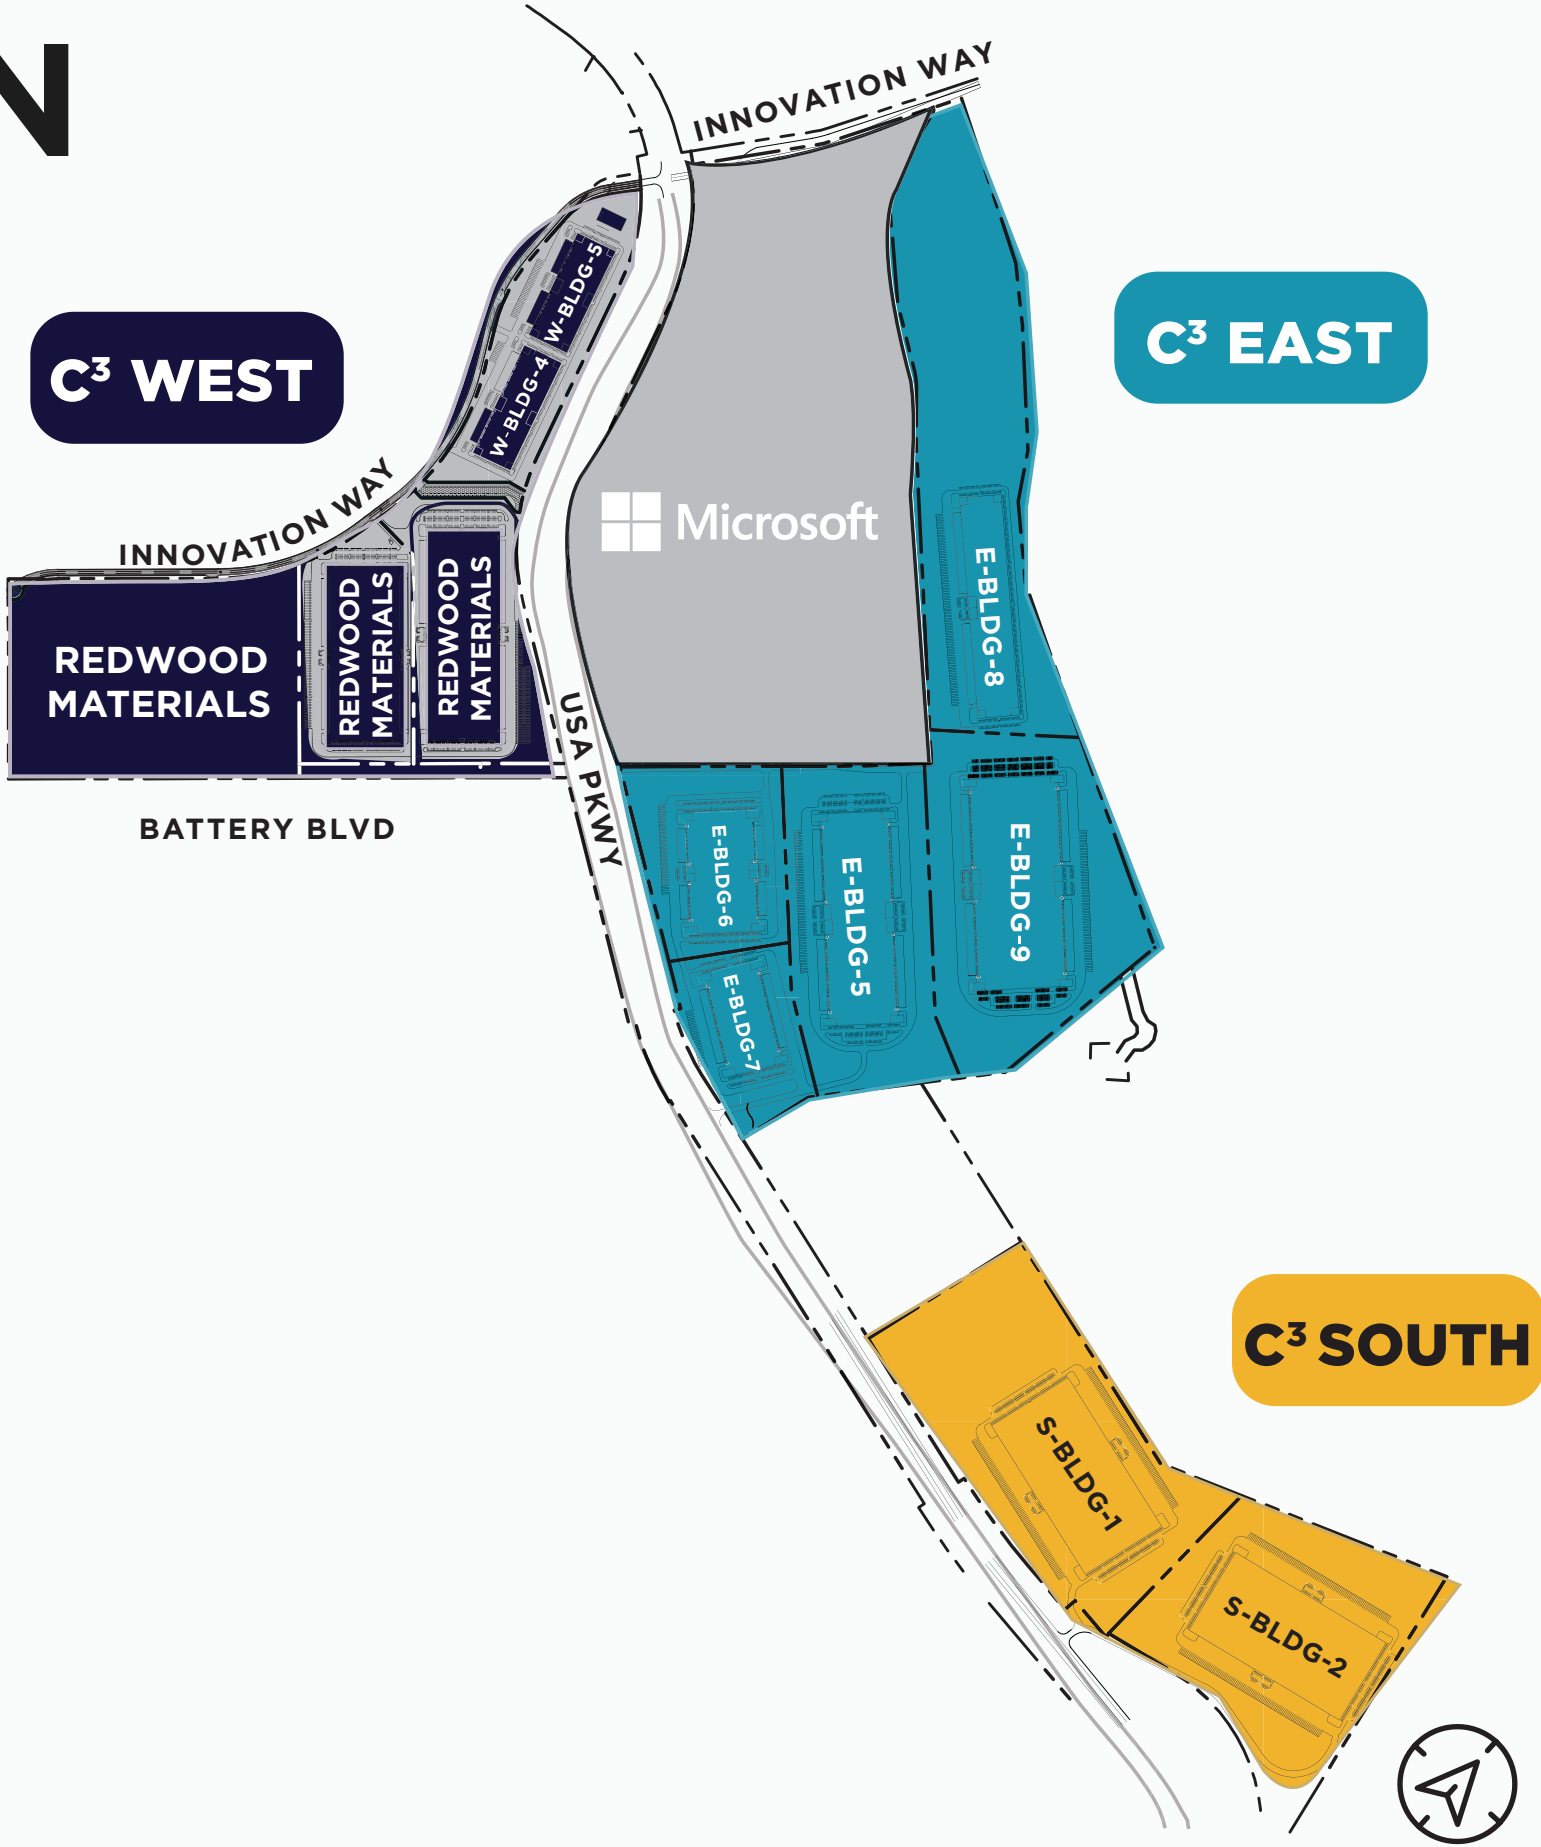 N
INNOVATION WAY
C³ WEST
C³ EAST
W-BLDG-5
W-BLDG-4
INNOVATION WAY
Microsoft
REDWOOD
MATERIALS
REDWOOD
MATERIALS
REDWOOD
MATERIALS
E-BLDG-8
USA PKWY
BATTERY BLVD
E-BLDG-6
E-BLDG-5
E-BLDG-9
E-BLDG-7
C³ SOUTH
S-BLDG-1
S-BLDG-2